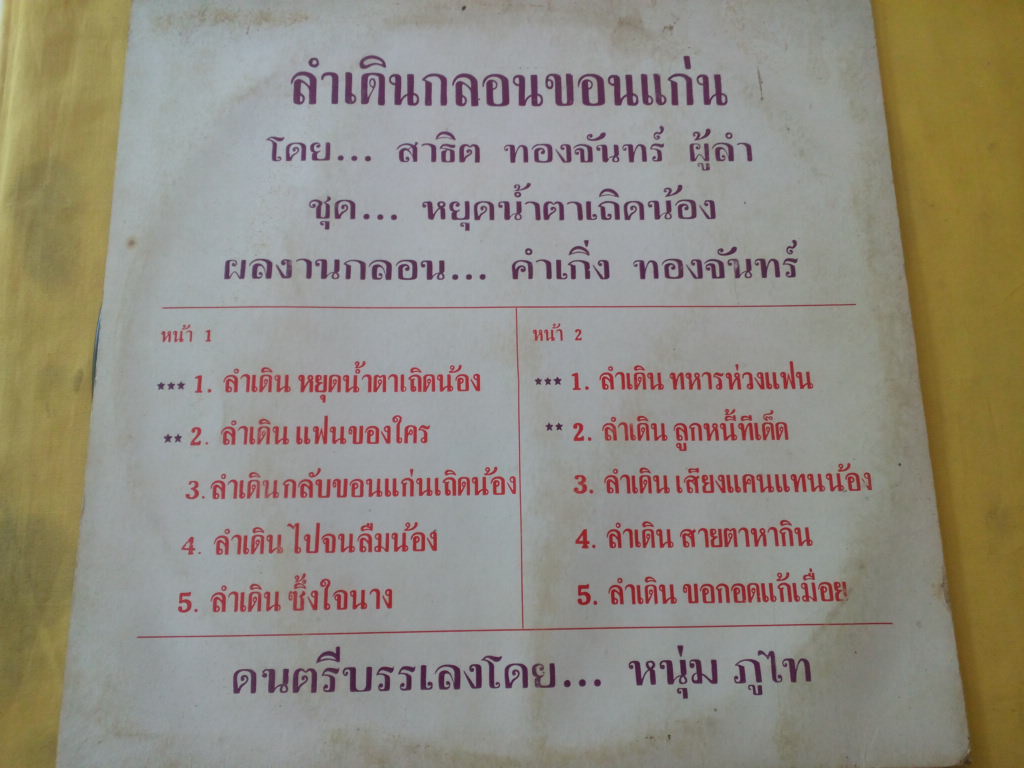 ลำเดินกลอนขอนแก่น
โดย... สาธิต ทองจันทร์ ผู้ลำ
ชุด... หยุดน้ำตาเถิดน้อง
ผลงานกลอน... คำเกิ่ง ทองจันทร์
หน้า 1
*** 1. ลำเดิน หยุดน้ำตาเถิดน้อง
** 2. ลำเดิน แฟนของใคร
3. ลำเดินกลับขอนแก่นเถิดน้อง
4. ลำเดิน ไปจนลืมน้อง
5. ลำเดิน ซึ้งใจนาง
หน้า 2
*** 1. ลำเดิน ทหารห่วงแฟน
** 2. ลำเดิน ลูกหนี้ทีเด็ด
3. ลำเดิน เสียงแคนแทนน้อง
4. ลำเดิน สายตาหากิน
5. ลำเดิน ขอกอดแก้เมื่อย
ดนตรีบรรเลงโดย... หนุ่ม ภูไท